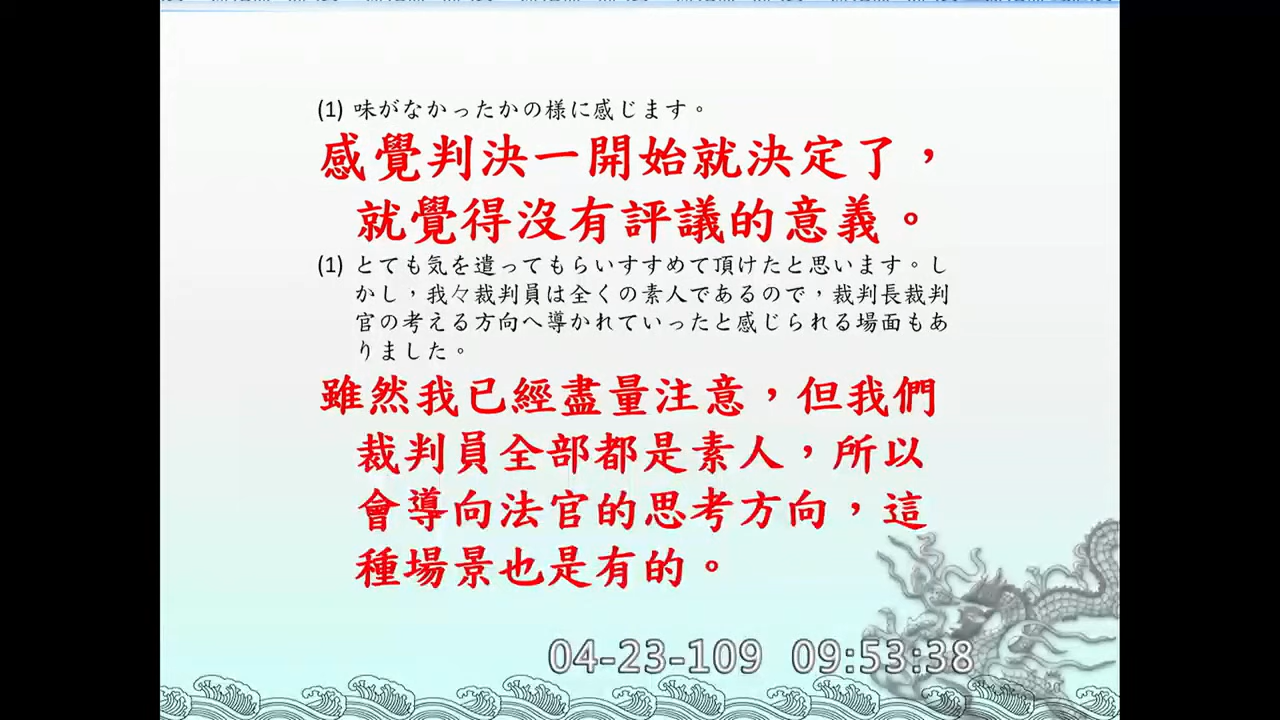 (1) 味がなかったかの様に感じます。
感覺判決一開始就決定了，
就覺得沒有評議的意義。
(1) とても気を遣ってもらいすすめて頂けたと思います。し
かし，我々裁判員は全くの素人であるので，裁判長裁判
官の考える方向へ導かれていったと感じられる場面もあ
りました。
雖然我已經盡量注意，但我們
裁判員全部都是素人，所以
會導向法官的思考方向，這
種場景也是有的。
04-23-109 09:53:38